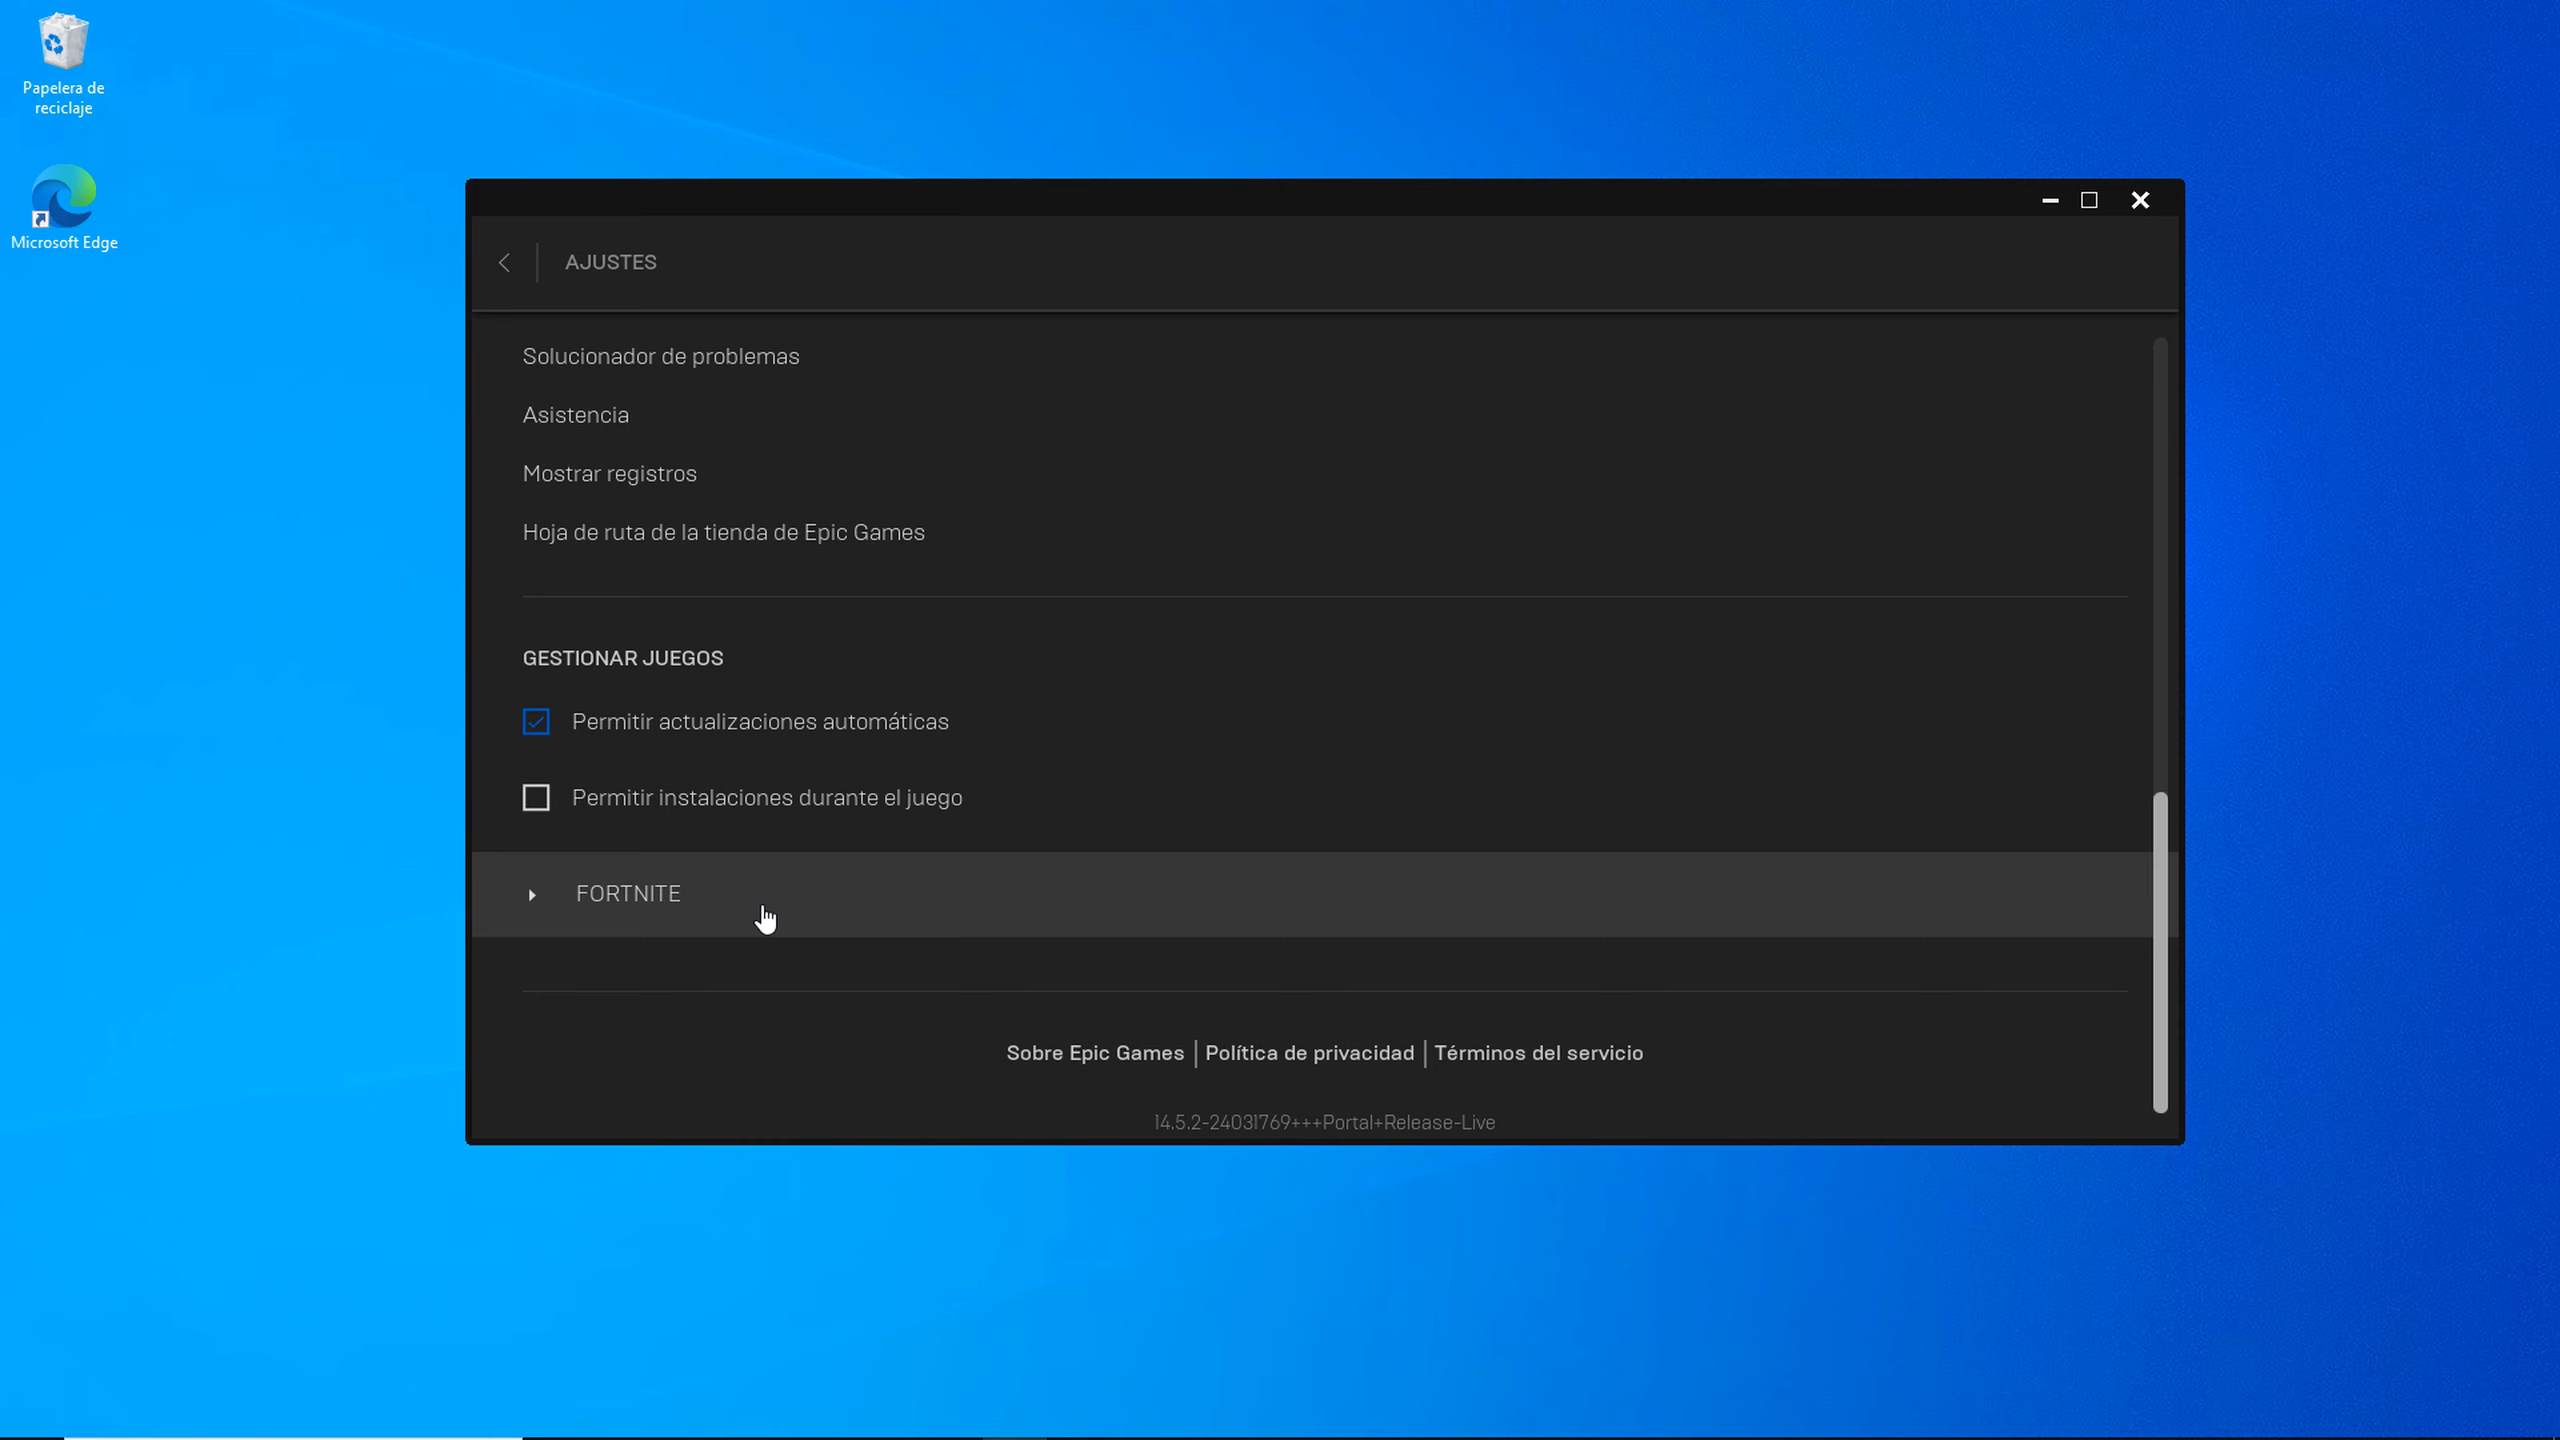 Papelera de
reciclaje
Microsoft Edge
AJUSTES
Solucionador de problemas
Asistencia
Mostrar registros
Hoja de ruta de la tienda de Epic Games
GESTIONAR JUEGOS
Permitir actualizaciones automáticas
Permitir instalaciones durante el juego
FORTNITE
Sobre Epic Games | Política de privacidad | Términos del servicio
14.5.2-24031769+++Portal+Release-Live